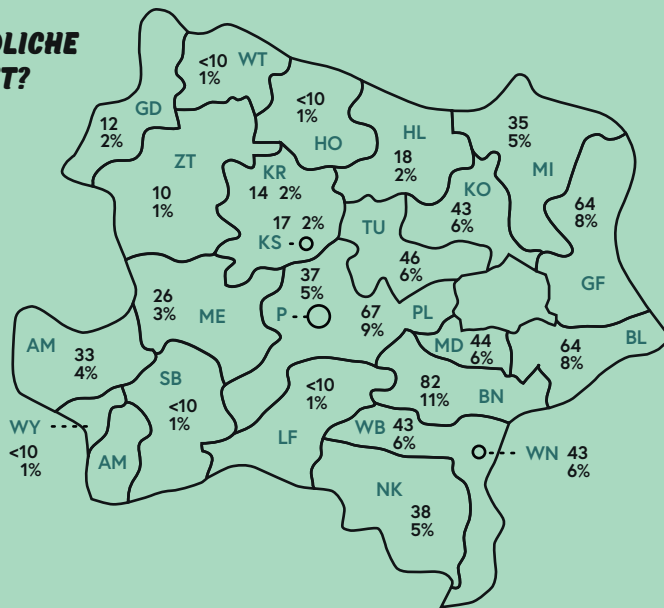 DLICHE
T?
<10 WT
1%
GD
12
2%
<10
1%
HO
ZT
10
1%
KR
14 2%
17 2%
KS
HL
18
2%
35
5%
MI
KO
43
6%
64
8%
GF
TU
46
6%
37
5%
P
67
9%
PL
26
3%
ME
MD 44
6%
BL
64
8%
AM
33
4%
SB
<10
1%
<10
1%
LF
82
11%
BN
WY
<10
1%
AM
WB 43
6%
WN 43
6%
NK
38
5%